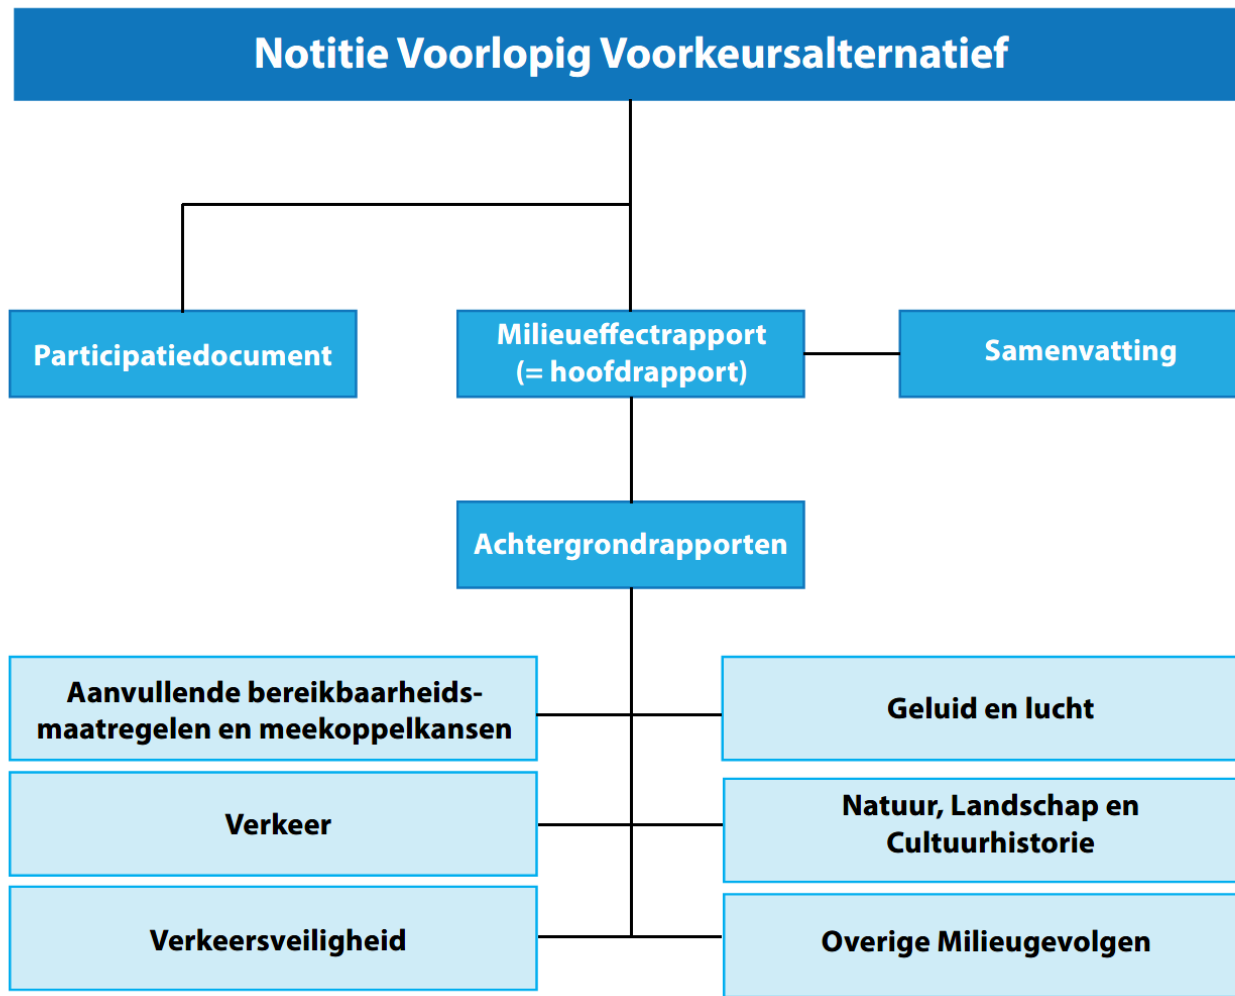 Notitie Voorlopig Voorkeursalternatief
Participatiedocument
Milieueffectrapport
(= hoofdrapport)
Samenvatting
Achtergrondrapporten
Aanvullende bereikbaarheids-
maatregelen en meekoppelkansen
Geluid en lucht
Verkeer
Natuur, Landschap en
Cultuurhistorie
Verkeersveiligheid
Overige Milieugevolgen